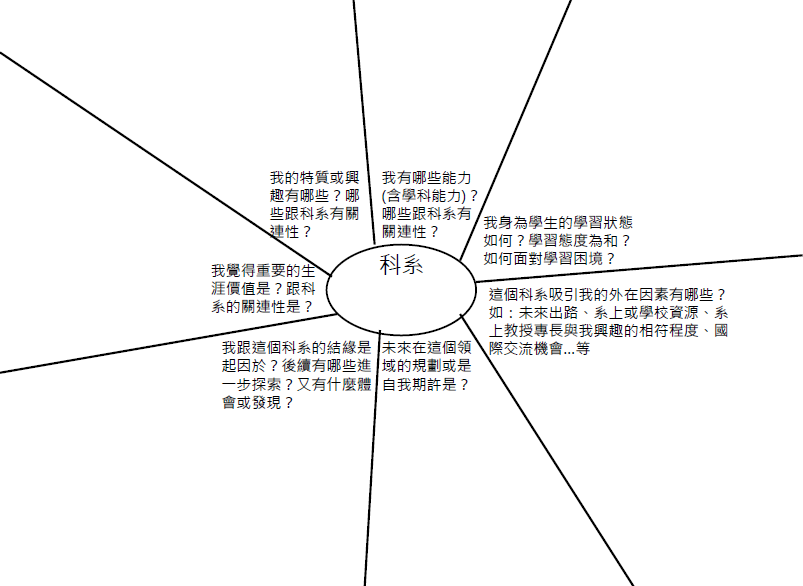 我的特質或興
趣有哪些？哪
些跟科系有關
連性？
我有哪些能力
(含學科能力)？
哪些跟科系有
關連性？
我身為學生的學習狀態
如何？學習態度為和？
如何面對學習困境？
科系
我覺得重要的生
涯價值是？跟科
系的關連性是？
這個科系吸引我的外在因素有哪些？
如：未來出路、系上或學校資源、系
上教授專長與我興趣的相符程度、國
際交流機會...等
我跟這個科系的結緣是
起因於？後續有哪些進
一步探索？又有什麼體
會或發現？
未來在這個領
域的規劃或是
自我期許是？